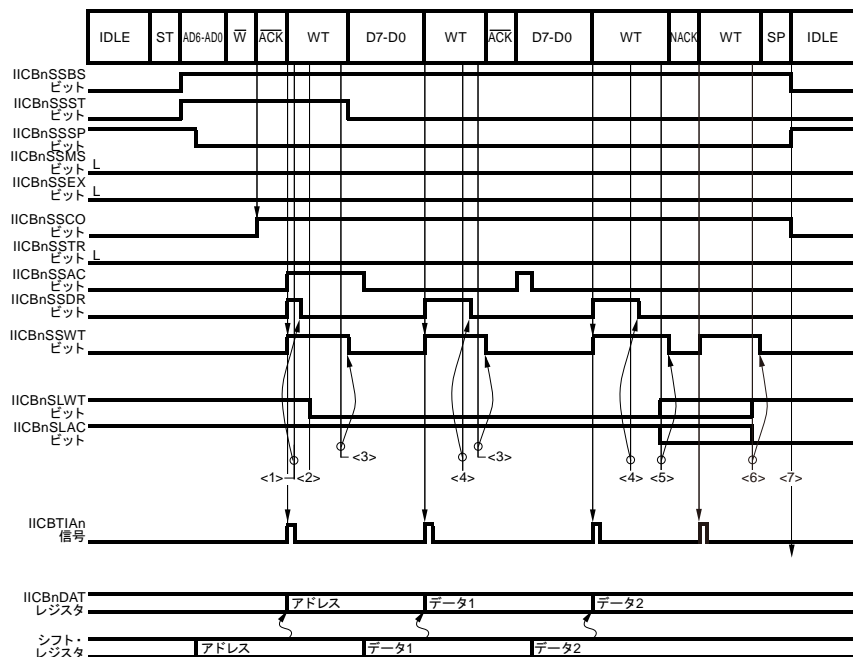 IDLE ST AD6-AD0 W ACK WT D7-D0 WT ACK D7-D0 WT NACK WT SP IDLE
IICBnSSBS
ビット
IICBnSSST
ビット
IICBnSSSP
ビット
IICBnSSMS
ビット L
IICBnSSEX
ビット L
IICBnSSCO
ビット
IICBnSSTR
ビット L
IICBnSSAC
ビット
IICBnSSDR
ビット
IICBnSSWT
ビット
IICBnSLWT
ビット
IICBnSLAC
ビット
<1> <2> <3> <4> <3> <4> <5> <6> <7>
IICBTIAn
信号
IICBnDAT
レジスタ アドレス データ1 データ2
シフト・
レジスタ アドレス データ1 データ2